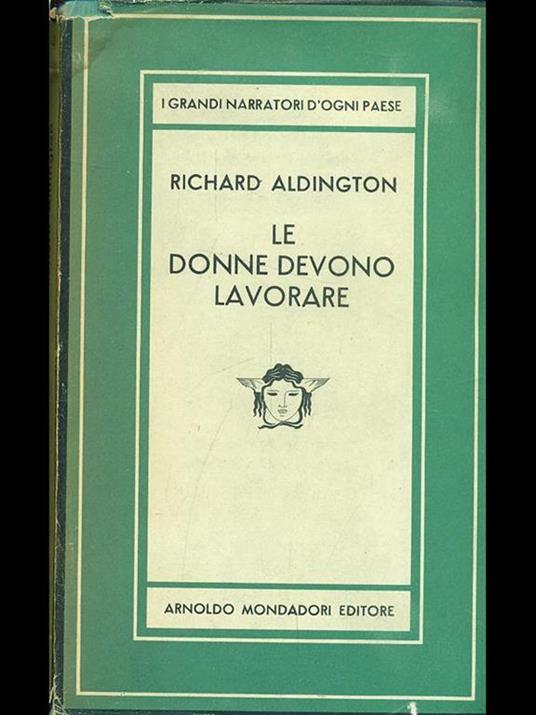 I GRANDI NARRATORI D'OGNI PAESE
RICHARD ALDINGTON
LE
DONNE DEVONO
LAVORARE
ARNOLDO MONDADORI EDITORE